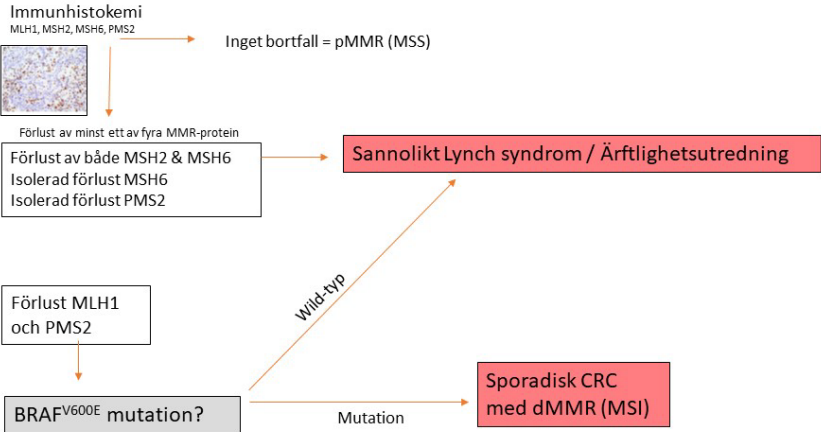 Immunhistokemi
MLH1, MSH2, MSH6, PMS2
Inget bortfall = pMMR (MSS)
Förlust av minst ett av fyra MMR-protein
Förlust av både MSH2 & MSH6
Isolerad förlust MSH6
Isolerad förlust PMS2
Sannolikt Lynch syndrom / Ärftlighetsutredning
Wild-typ
Förlust MLH1
och PMS2
BRAFV600E mutation?
Mutation
Sporadisk CRC
med dMMR (MSI)